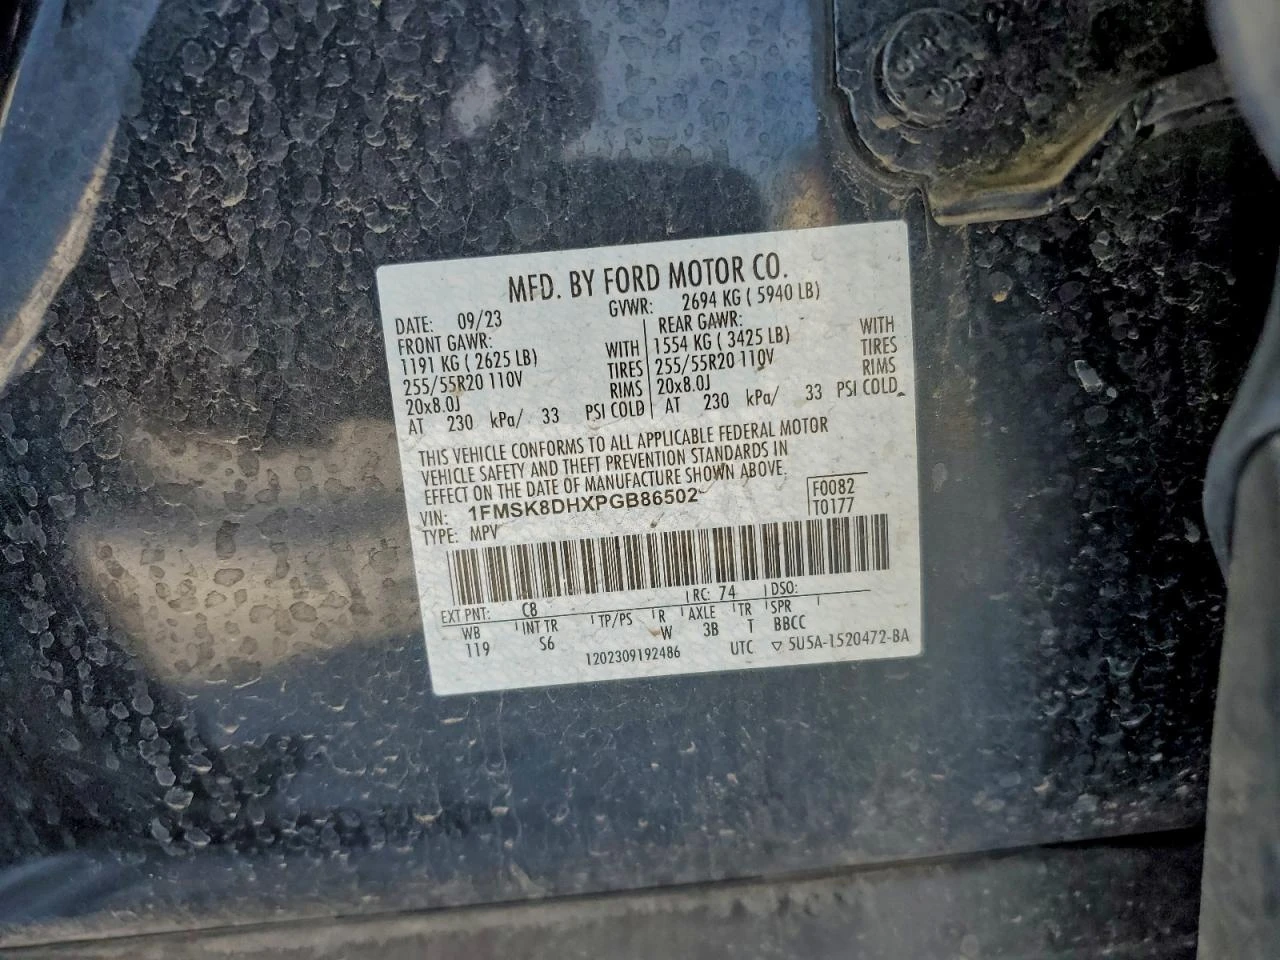 MFD. BY FORD MOTOR CO.
DATE: 09/23 GVWR: 2694 KG ( 5940 LB)
FRONT GAWR: REAR GAWR:
1191 KG ( 2625 LB) WITH 1554 KG ( 3425 LB) WITH
255/55R20 110V TIRES 255/55R20 110V TIRES
20x8.0J RIMS 20x8.0J RIMS
AT 230 kPa/ 33 PSI COLD AT 230 kPa/ 33 PSI COLD
THIS VEHICLE CONFORMS TO ALL APPLICABLE FEDERAL MOTOR
VEHICLE SAFETY AND THEFT PREVENTION STANDARDS IN
EFFECT ON THE DATE OF MANUFACTURE SHOWN ABOVE.
VIN: 1FMSK8DHXPGB86502 F0082
TYPE: MPV T0177
EXT PNT: C8 RC: 74 DSO:
WB INT TR TP/PS R AXLE TR SPR
119 S6 W 3B T BBCC
1202309192486 UTC ▽ 5U5A-1520472-BA